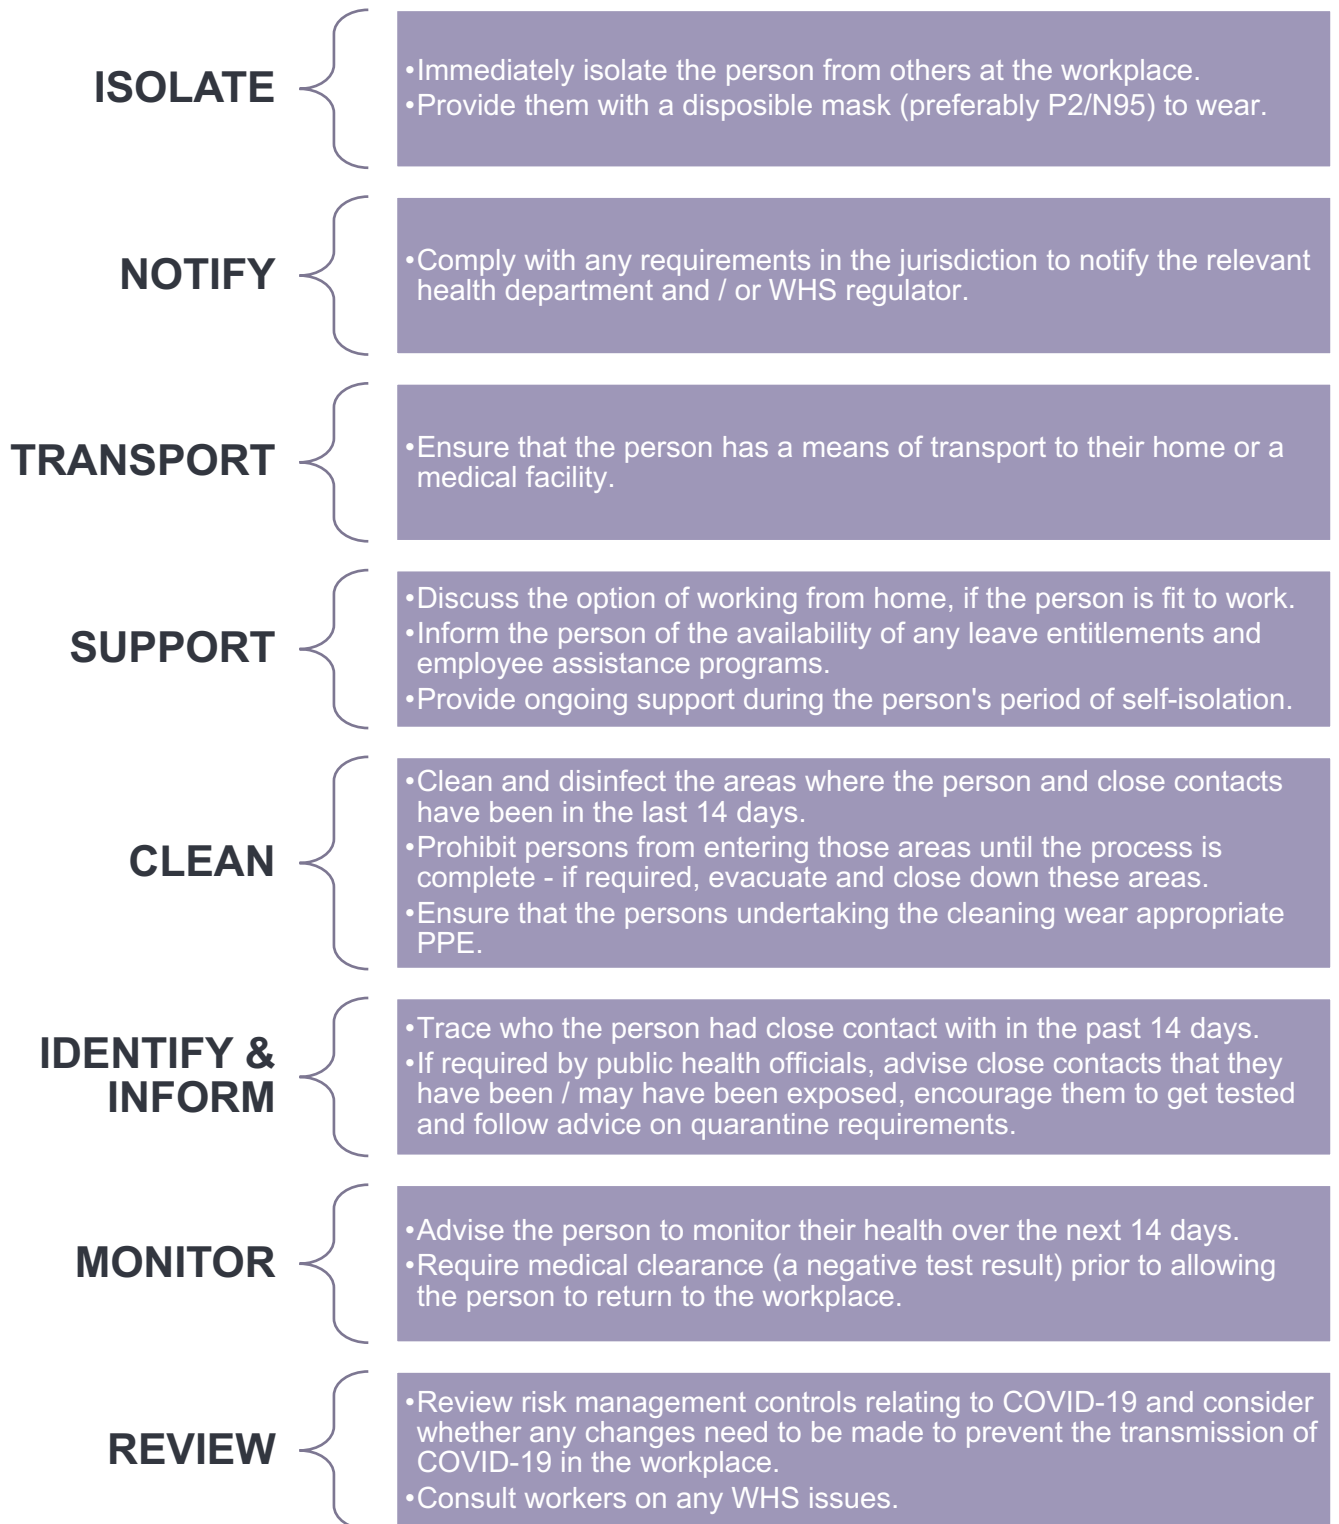 ISOLATE
•Immediately isolate the person from others at the workplace.
•Provide them with a disposible mask (preferably P2/N95) to wear.
NOTIFY
•Comply with any requirements in the jurisdiction to notify the relevant
health department and / or WHS regulator.
TRANSPORT
•Ensure that the person has a means of transport to their home or a
medical facility.
SUPPORT
•Discuss the option of working from home, if the person is fit to work.
•Inform the person of the availability of any leave entitlements and
employee assistance programs.
•Provide ongoing support during the person's period of self-isolation.
CLEAN
•Clean and disinfect the areas where the person and close contacts
have been in the last 14 days.
•Prohibit persons from entering those areas until the process is
complete - if required, evacuate and close down these areas.
•Ensure that the persons undertaking the cleaning wear appropriate
PPE.
IDENTIFY &
INFORM
•Trace who the person had close contact with in the past 14 days.
•If required by public health officials, advise close contacts that they
have been / may have been exposed, encourage them to get tested
and follow advice on quarantine requirements.
MONITOR
•Advise the person to monitor their health over the next 14 days.
•Require medical clearance (a negative test result) prior to allowing
the person to return to the workplace.
REVIEW
•Review risk management controls relating to COVID-19 and consider
whether any changes need to be made to prevent the transmission of
COVID-19 in the workplace.
•Consult workers on any WHS issues.